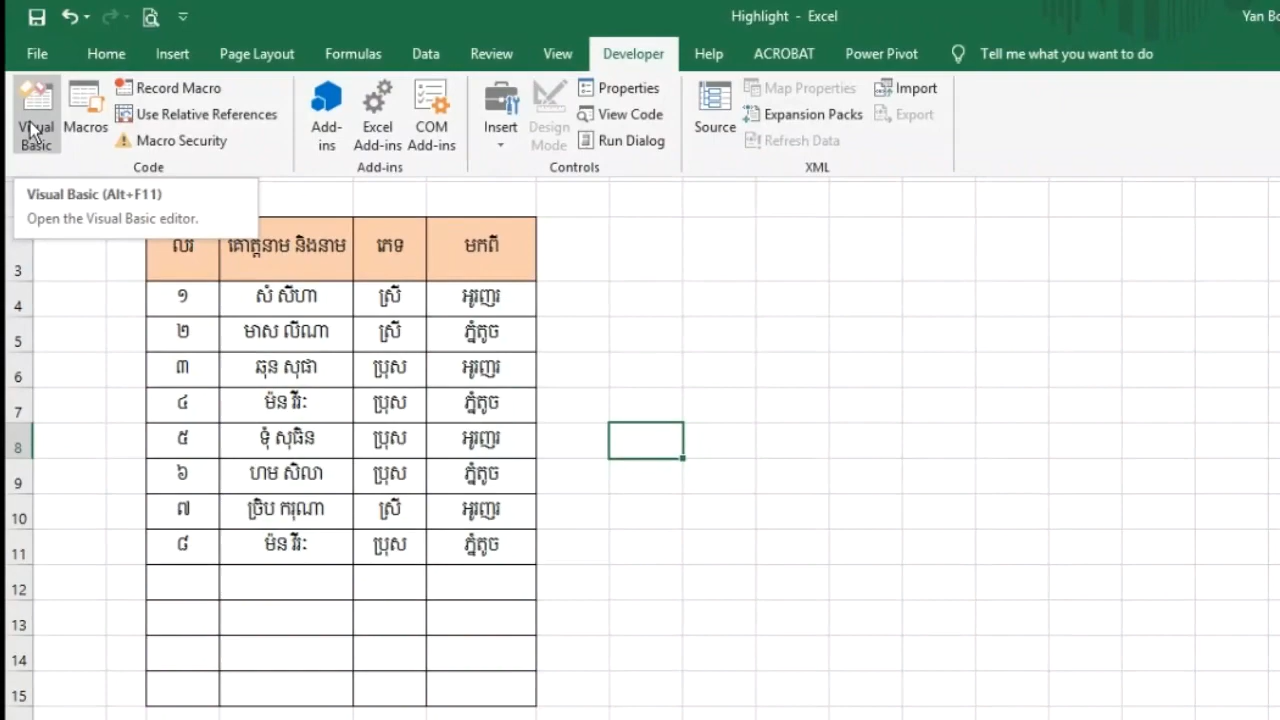 Highlight - Excel
File Home Insert Page Layout Formulas Data Review View Developer Help ACROBAT Power Pivot Tell me what you want to do
Visual Basic
Macros
Record Macro
Use Relative References
Macro Security
Code
Add-ins
Excel Add-ins
COM Add-ins
Add-ins
Insert
Design Mode
Properties
View Code
Run Dialog
Controls
Source
Map Properties
Expansion Packs
Refresh Data
Import
Export
XML
Visual Basic (Alt+F11)
Open the Visual Basic editor.
3 គោត្តនាម និងនាម ភេទ មកពី
4 ១ សំ សីហា ស្រី អូរញរ
5 ២ មាស លីណា ស្រី ភ្នំតូច
6 ៣ ឆុន សុផា ប្រុស អូរញរ
7 ៤ ម៉ន វីរៈ ប្រុស ភ្នំតូច
8 ៥ ទុំ សុធិន ប្រុស អូរញរ
9 ៦ ហម សិលា ប្រុស ភ្នំតូច
10 ៧ ច្រិប ករុណា ស្រី អូរញរ
11 ៨ ម៉ន វីរៈ ប្រុស ភ្នំតូច
12
13
14
15